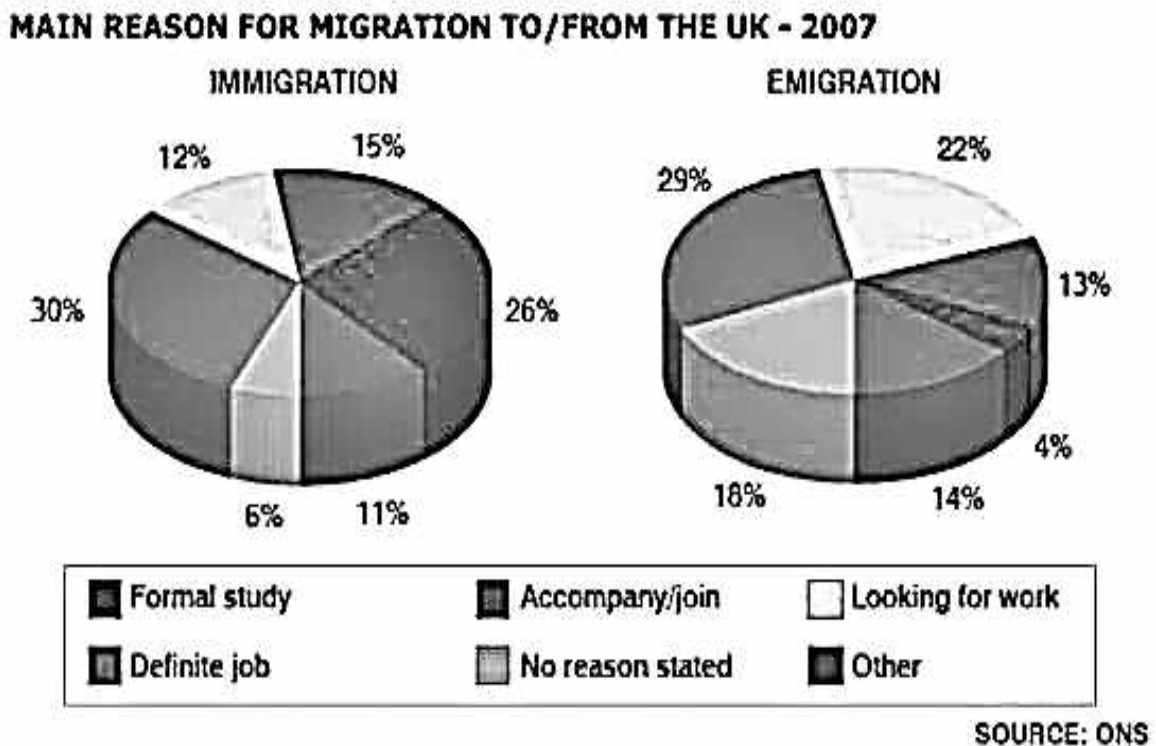 MAIN REASON FOR MIGRATION TO/FROM THE UK - 2007
IMMIGRATION EMIGRATION
12% 15% 29% 22%
30% 26% 13%
6% 11% 18% 14% 4%
Formal study Accompany/join Looking for work
Definite job No reason stated Other
SOURCE: ONS